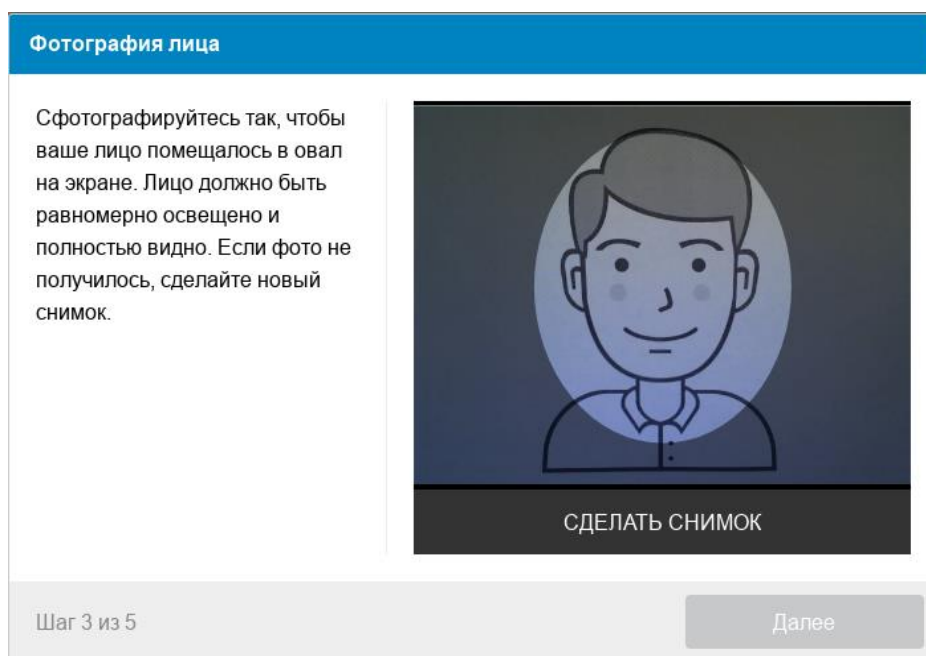 Фотография лица
Сфотографируйтесь так, чтобы
ваше лицо помещалось в овал
на экране. Лицо должно быть
равномерно освещено и
полностью видно. Если фото не
получилось, сделайте новый
снимок.
СДЕЛАТЬ СНИМОК
Шаг 3 из 5
Далее